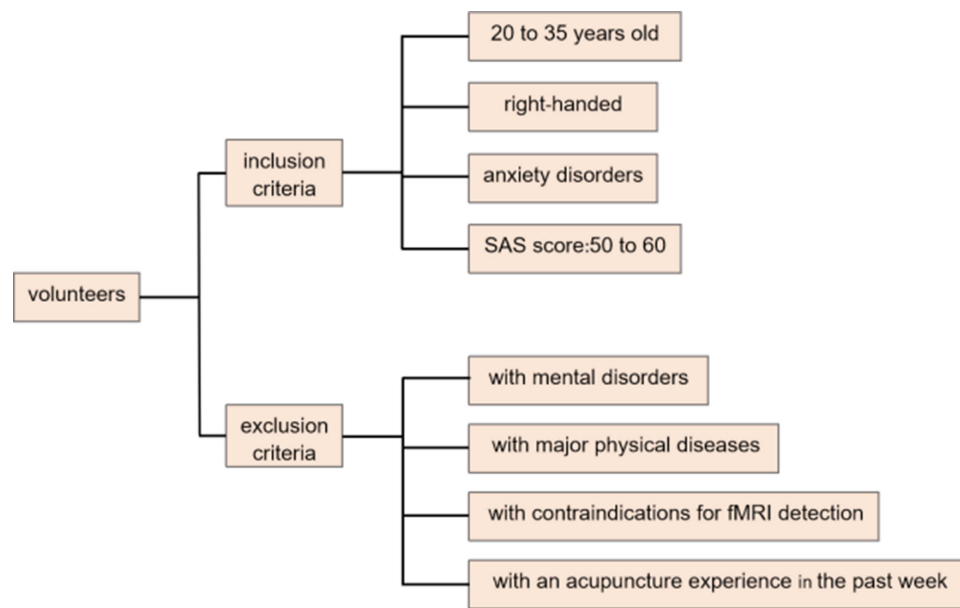 volunteers
inclusion
criteria
20 to 35 years old
right-handed
anxiety disorders
SAS score:50 to 60
exclusion
criteria
with mental disorders
with major physical diseases
with contraindications for fMRI detection
with an acupuncture experience in the past week